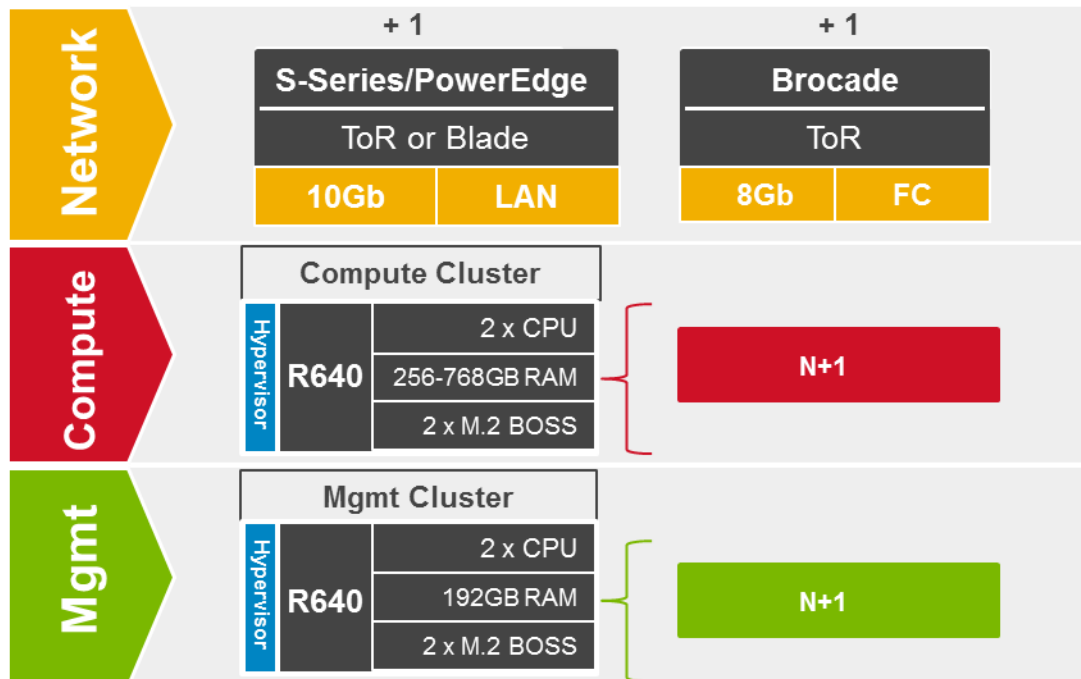 Network
+ 1
S-Series/PowerEdge
ToR or Blade
10Gb
LAN
+ 1
Brocade
ToR
8Gb
FC
Compute
Compute Cluster
Hypervisor
R640
2 x CPU
256-768GB RAM
2 x M.2 BOSS
N+1
Mgmt
Mgmt Cluster
Hypervisor
R640
2 x CPU
192GB RAM
2 x M.2 BOSS
N+1